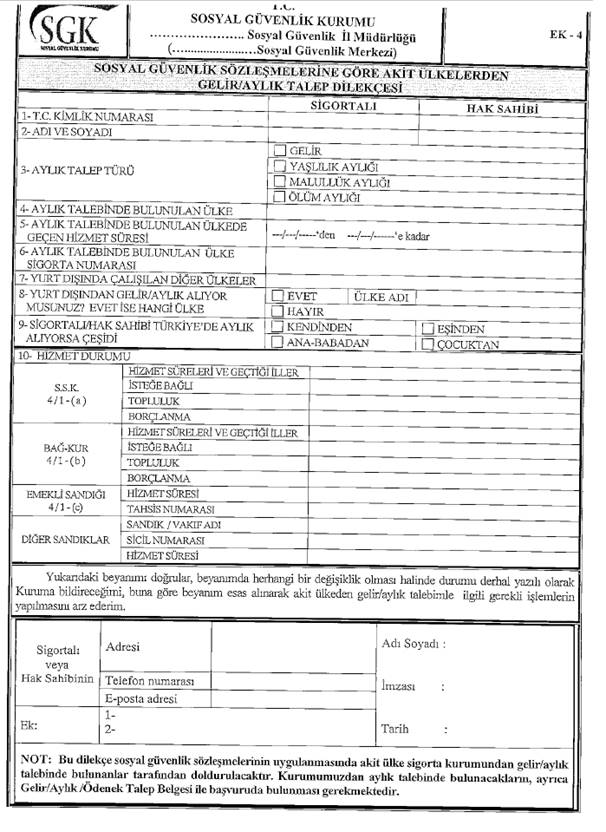 T.C.
SGK
SOSYAL GÜVENLİK KURUMU
SOSYAL GÜVENLİK KURUMU
........................ Sosyal Güvenlik İl Müdürlüğü
(..........................Sosyal Güvenlik Merkezi)
EK - 4
SOSYAL GÜVENLİK SÖZLEŞMELERİNE GÖRE AKİT ÜLKELERDEN
GELİR/AYLIK TALEP DİLEKÇESİ
SİGORTALI HAK SAHİBİ
1- T.C. KİMLİK NUMARASI
2- ADI VE SOYADI
3- AYLIK TALEP TÜRÜ
GELİR
YAŞLILIK AYLIĞI
MALULLÜK AYLIĞI
ÖLÜM AYLIĞI
4- AYLIK TALEBİNDE BULUNULAN ÜLKE
5- AYLIK TALEBİNDE BULUNULAN ÜLKEDE
GEÇEN HİZMET SÜRESİ
---/---/-----‘den ---/---/------‘e kadar
6- AYLIK TALEBİNDE BULUNULAN ÜLKE
SİGORTA NUMARASI
7- YURT DIŞINDA ÇALIŞILAN DİĞER ÜLKELER
8- YURT DIŞINDAN GELİR/AYLIK ALIYOR
MUSUNUZ? EVET İSE HANGİ ÜLKE
EVET ÜLKE ADI
HAYIR
9- SİGORTALI/HAK SAHİBİ TÜRKİYE’DE AYLIK
ALIYORSA ÇEŞİDİ
KENDİNDEN EŞİNDEN
ANA-BABADAN ÇOCUKTAN
10- HİZMET DURUMU
S.S.K.
4/1-(a)
HİZMET SÜRELERİ VE GEÇTİĞİ İLLER
İSTEĞE BAĞLI
TOPLULUK
BORÇLANMA
BAĞ-KUR
4/1-(b)
HİZMET SÜRELERİ VE GEÇTİĞİ İLLER
İSTEĞE BAĞLI
TOPLULUK
BORÇLANMA
EMEKLİ SANDIĞI
4/1-(c)
HİZMET SÜRESİ
TAHSİS NUMARASI
DİĞER SANDIKLAR
SANDIK / VAKIF ADI
SİCİL NUMARASI
HİZMET SÜRESİ
Yukarıdaki beyanımı doğrular, beyanımda herhangi bir değişiklik olması halinde durumu derhal yazılı olarak
Kuruma bildireceğimi, buna göre beyanım esas alınarak akit ülkeden gelir/aylık talebimle ilgili gerekli işlemlerin
yapılmasını arz ederim.
Sigortalı
veya
Hak Sahibinin
Adresi
Telefon numarası
E-posta adresi
Ek:
1-
2-
Adı Soyadı :
İmzası :
Tarih :
NOT: Bu dilekçe sosyal güvenlik sözleşmelerinin uygulanmasında akit ülke sigorta kurumundan gelir/aylık
talebinde bulunanlar tarafından doldurulacaktır. Kurumumuzdan aylık talebinde bulunacakların, ayrıca
Gelir/Aylık /Ödenek Talep Belgesi ile başvuruda bulunması gerekmektedir.